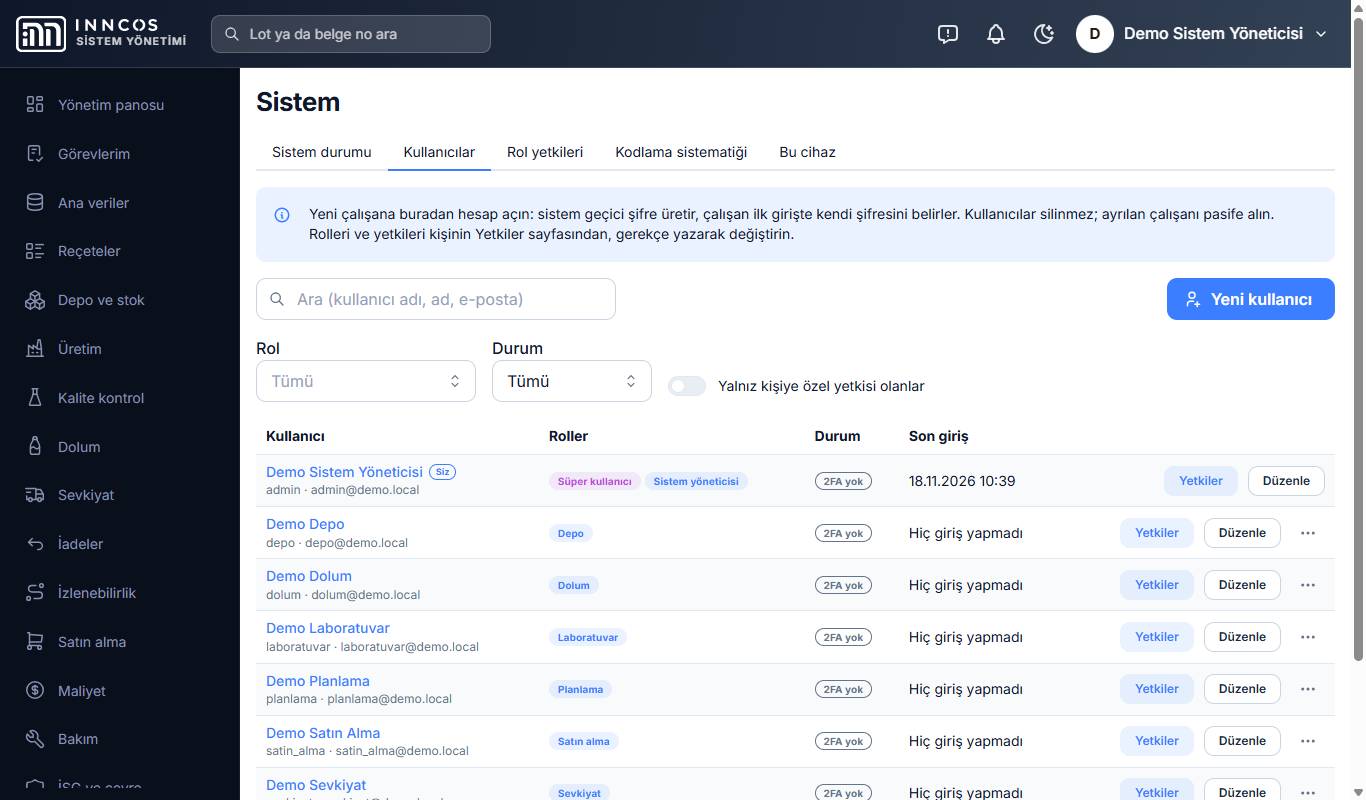 INNCOS
SİSTEM YÖNETİMİ
Lot ya da belge no ara
D
Demo Sistem Yöneticisi
Yönetim panosu
Görevlerim
Ana veriler
Reçeteler
Depo ve stok
Üretim
Kalite kontrol
Dolum
Sevkiyat
İadeler
İzlenebilirlik
Satın alma
Maliyet
Bakım
Sistem
Sistem durumu
Kullanıcılar
Rol yetkileri
Kodlama sistematiği
Bu cihaz
Yeni çalışana buradan hesap açın: sistem geçici şifre üretir, çalışan ilk girişte kendi şifresini belirler. Kullanıcılar silinmez; ayrılan çalışanı pasife alın.
Rolleri ve yetkileri kişinin Yetkiler sayfasından, gerekçe yazarak değiştirin.
Ara (kullanıcı adı, ad, e-posta)
Yeni kullanıcı
Rol
Durum
Tümü
Tümü
Yalnız kişiye özel yetkisi olanlar
Kullanıcı Roller Durum Son giriş
Demo Sistem Yöneticisi Siz
admin · admin@demo.local
Süper kullanıcı Sistem yöneticisi 2FA yok 18.11.2026 10:39 Yetkiler Düzenle
Demo Depo
depo · depo@demo.local
Depo 2FA yok Hiç giriş yapmadı Yetkiler Düzenle ...
Demo Dolum
dolum · dolum@demo.local
Dolum 2FA yok Hiç giriş yapmadı Yetkiler Düzenle ...
Demo Laboratuvar
laboratuvar · laboratuvar@demo.local
Laboratuvar 2FA yok Hiç giriş yapmadı Yetkiler Düzenle ...
Demo Planlama
planlama · planlama@demo.local
Planlama 2FA yok Hiç giriş yapmadı Yetkiler Düzenle ...
Demo Satın Alma
satin_alma · satin_alma@demo.local
Satın alma 2FA yok Hiç giriş yapmadı Yetkiler Düzenle ...
Demo Sevkiyat
Sevkiyat 2FA yok Hiç giriş yapmadı Yetkiler Düzenle ...